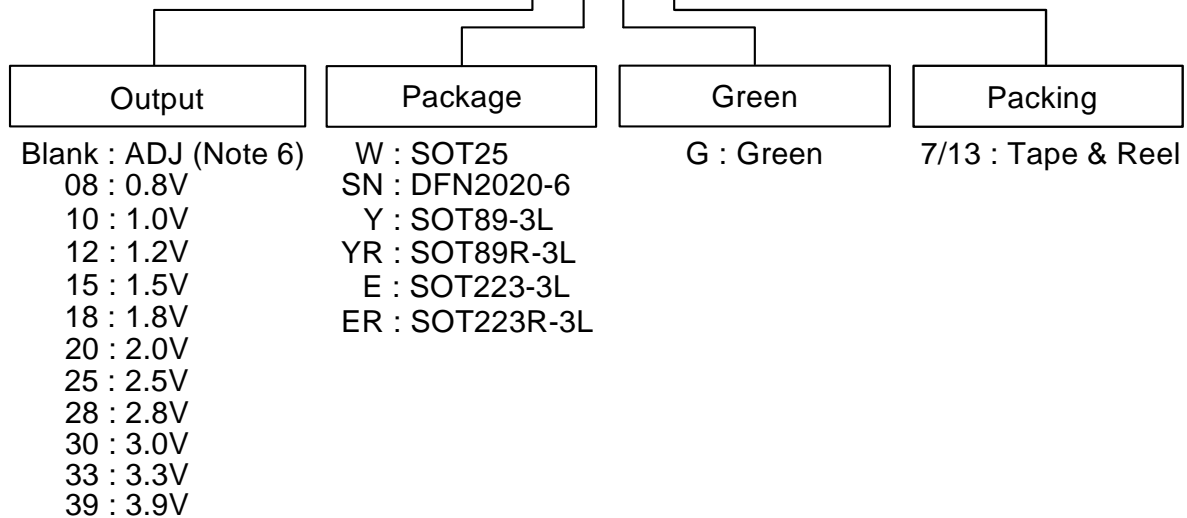 Output
Package
Green
Packing
Blank : ADJ (Note 6)
08 : 0.8V
10 : 1.0V
12 : 1.2V
15 : 1.5V
18 : 1.8V
20 : 2.0V
25 : 2.5V
28 : 2.8V
30 : 3.0V
33 : 3.3V
39 : 3.9V
W : SOT25
SN : DFN2020-6
Y : SOT89-3L
YR : SOT89R-3L
E : SOT223-3L
ER : SOT223R-3L
G : Green
7/13 : Tape & Reel